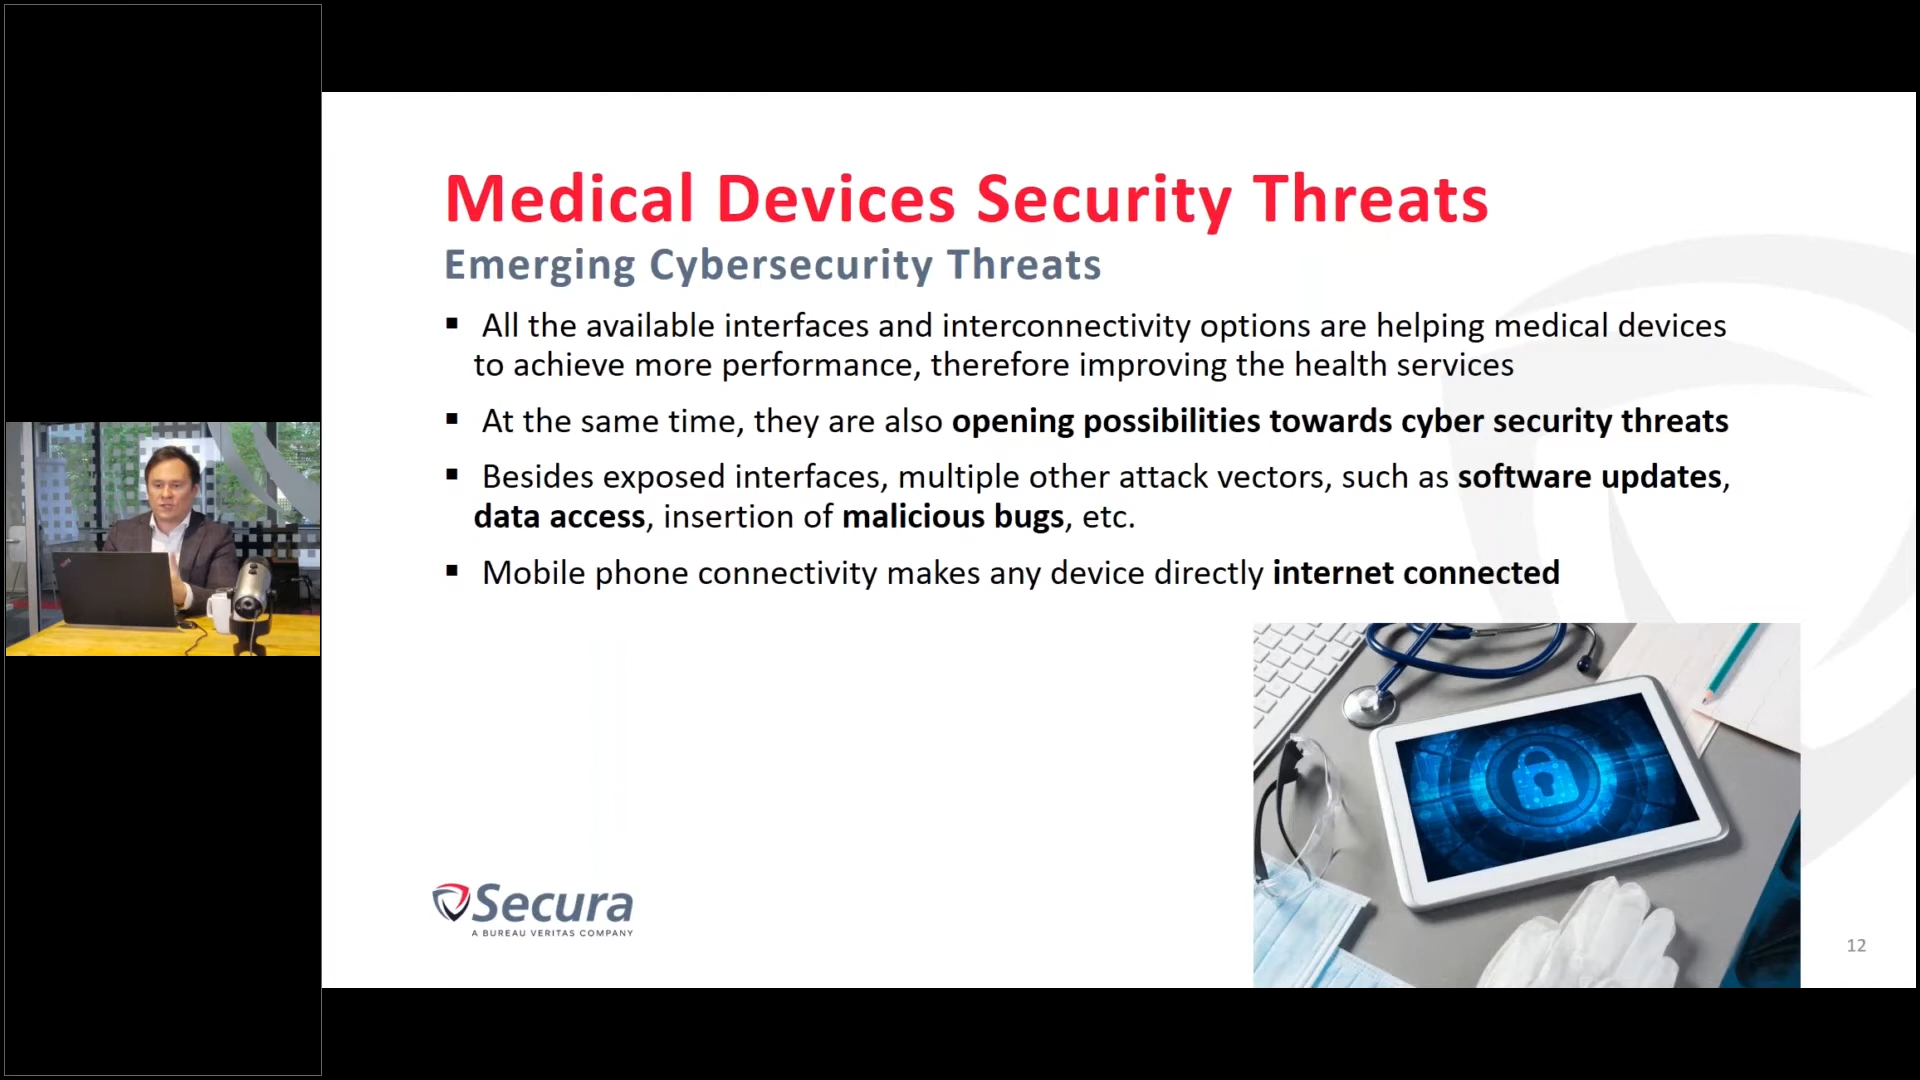 Medical Devices Security Threats
Emerging Cybersecurity Threats
▪ All the available interfaces and interconnectivity options are helping medical devices
to achieve more performance, therefore improving the health services
▪ At the same time, they are also opening possibilities towards cyber security threats
▪ Besides exposed interfaces, multiple other attack vectors, such as software updates,
data access, insertion of malicious bugs, etc.
▪ Mobile phone connectivity makes any device directly internet connected
Secura
A BUREAU VERITAS COMPANY
12